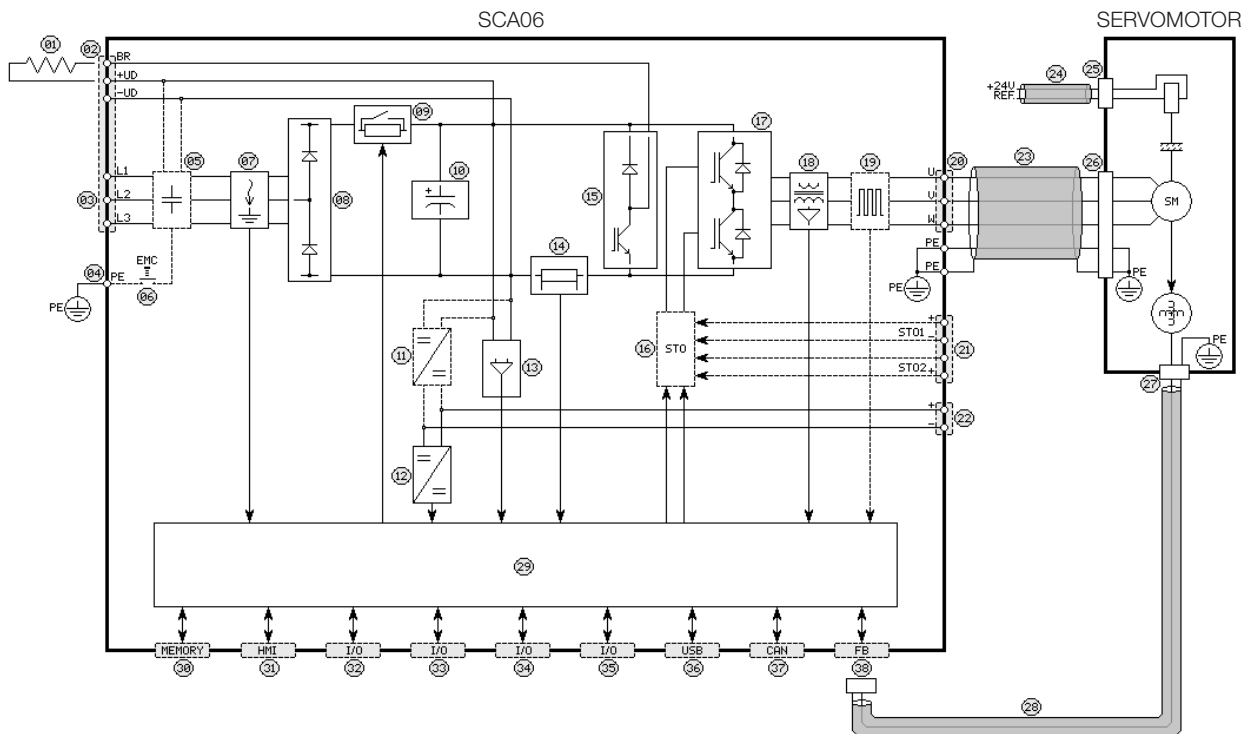 SCA06
SERVOMOTOR
01
02
BR
+UD
-UD
09
17
24
25
+24V
REF.
L1
L2
L3
03
05
07
08
10
15
18
19
20
23
26
U
V
W
SM
PE
PE
04
PE
EMC
06
PE
14
PE
PE
11
13
16
STO
+
STO1
-
-
STO2
+
21
PE
27
+
-
22
12
29
MEMORY
HMI
I/O
I/O
I/O
I/O
USB
CAN
FB
30
31
32
33
34
35
36
37
38
28